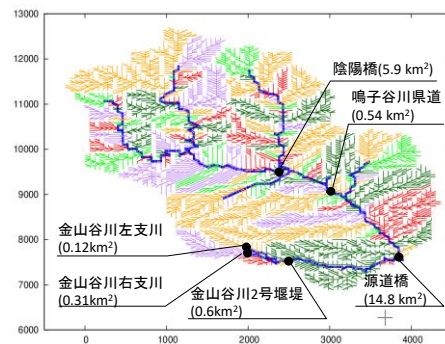 13000
12000
11000
10000
9000
8000
7000
6000
0
1000
2000
3000
4000
陰陽橋(5.9 km²)
鳴子谷川県道
(0.54 km²)
金山谷川左支川
(0.12km²)
金山谷川右支川
(0.31km²)
金山谷川2号堰堤
(0.6km²)
源道橋
(14.8 km²)